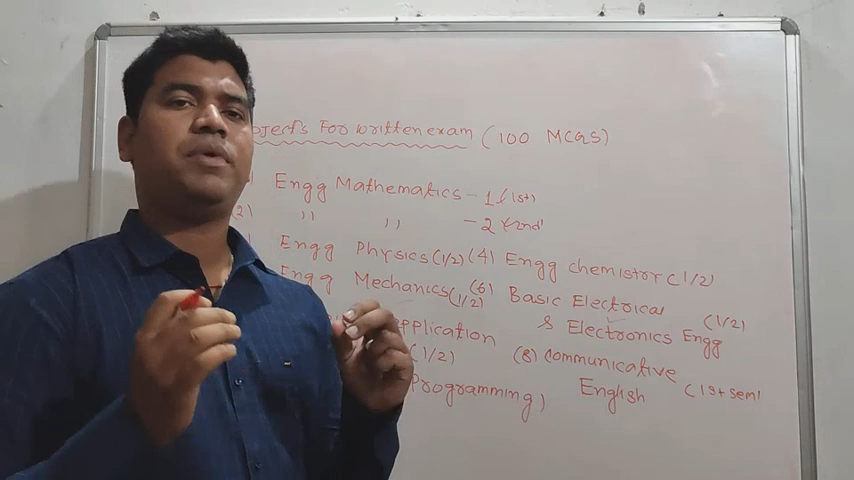 bjects For written exam (100 MCQS)
) Engg Mathematics - 1 (1st)
(2) " " - 2 (2nd)
) Engg Physics (1/2) (4) Engg chemistry (1/2)
Engg Mechanics (1/2) (6) Basic Electrical & Electronics Engg (1/2)
application (1/2) (8) communicative English (1st sem)
Programming)